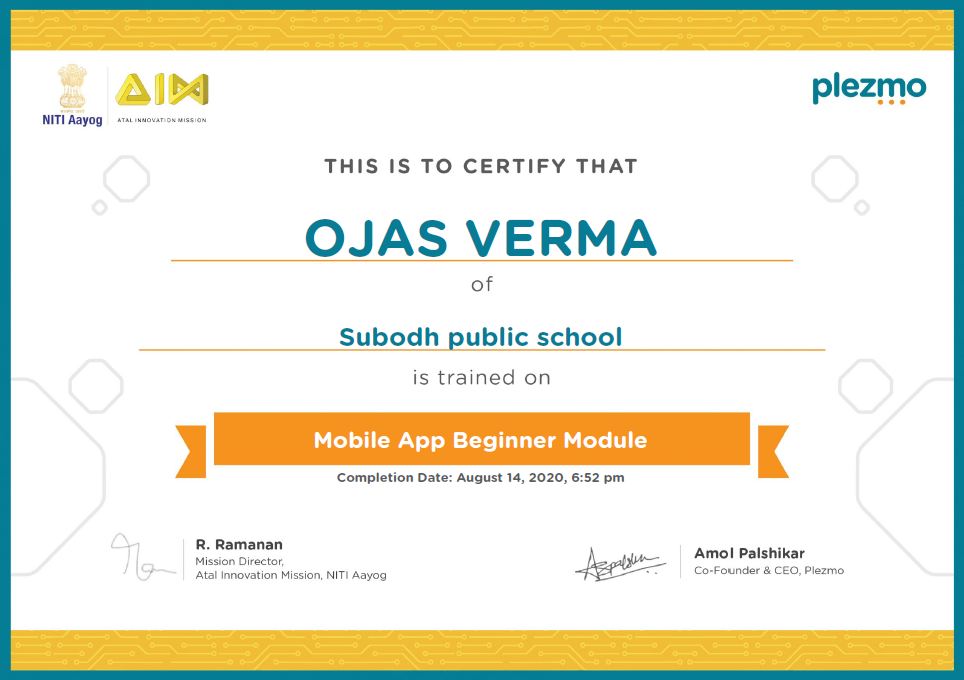 NITI Aayog
ATAL INNOVATION MISSION
plezmo
THIS IS TO CERTIFY THAT
OJAS VERMA
of
Subodh public school
is trained on
Mobile App Beginner Module
Completion Date: August 14, 2020, 6:52 pm
R. Ramanan
Mission Director,
Atal Innovation Mission, NITI Aayog
Amol Palshikar
Co-Founder & CEO, Plezmo